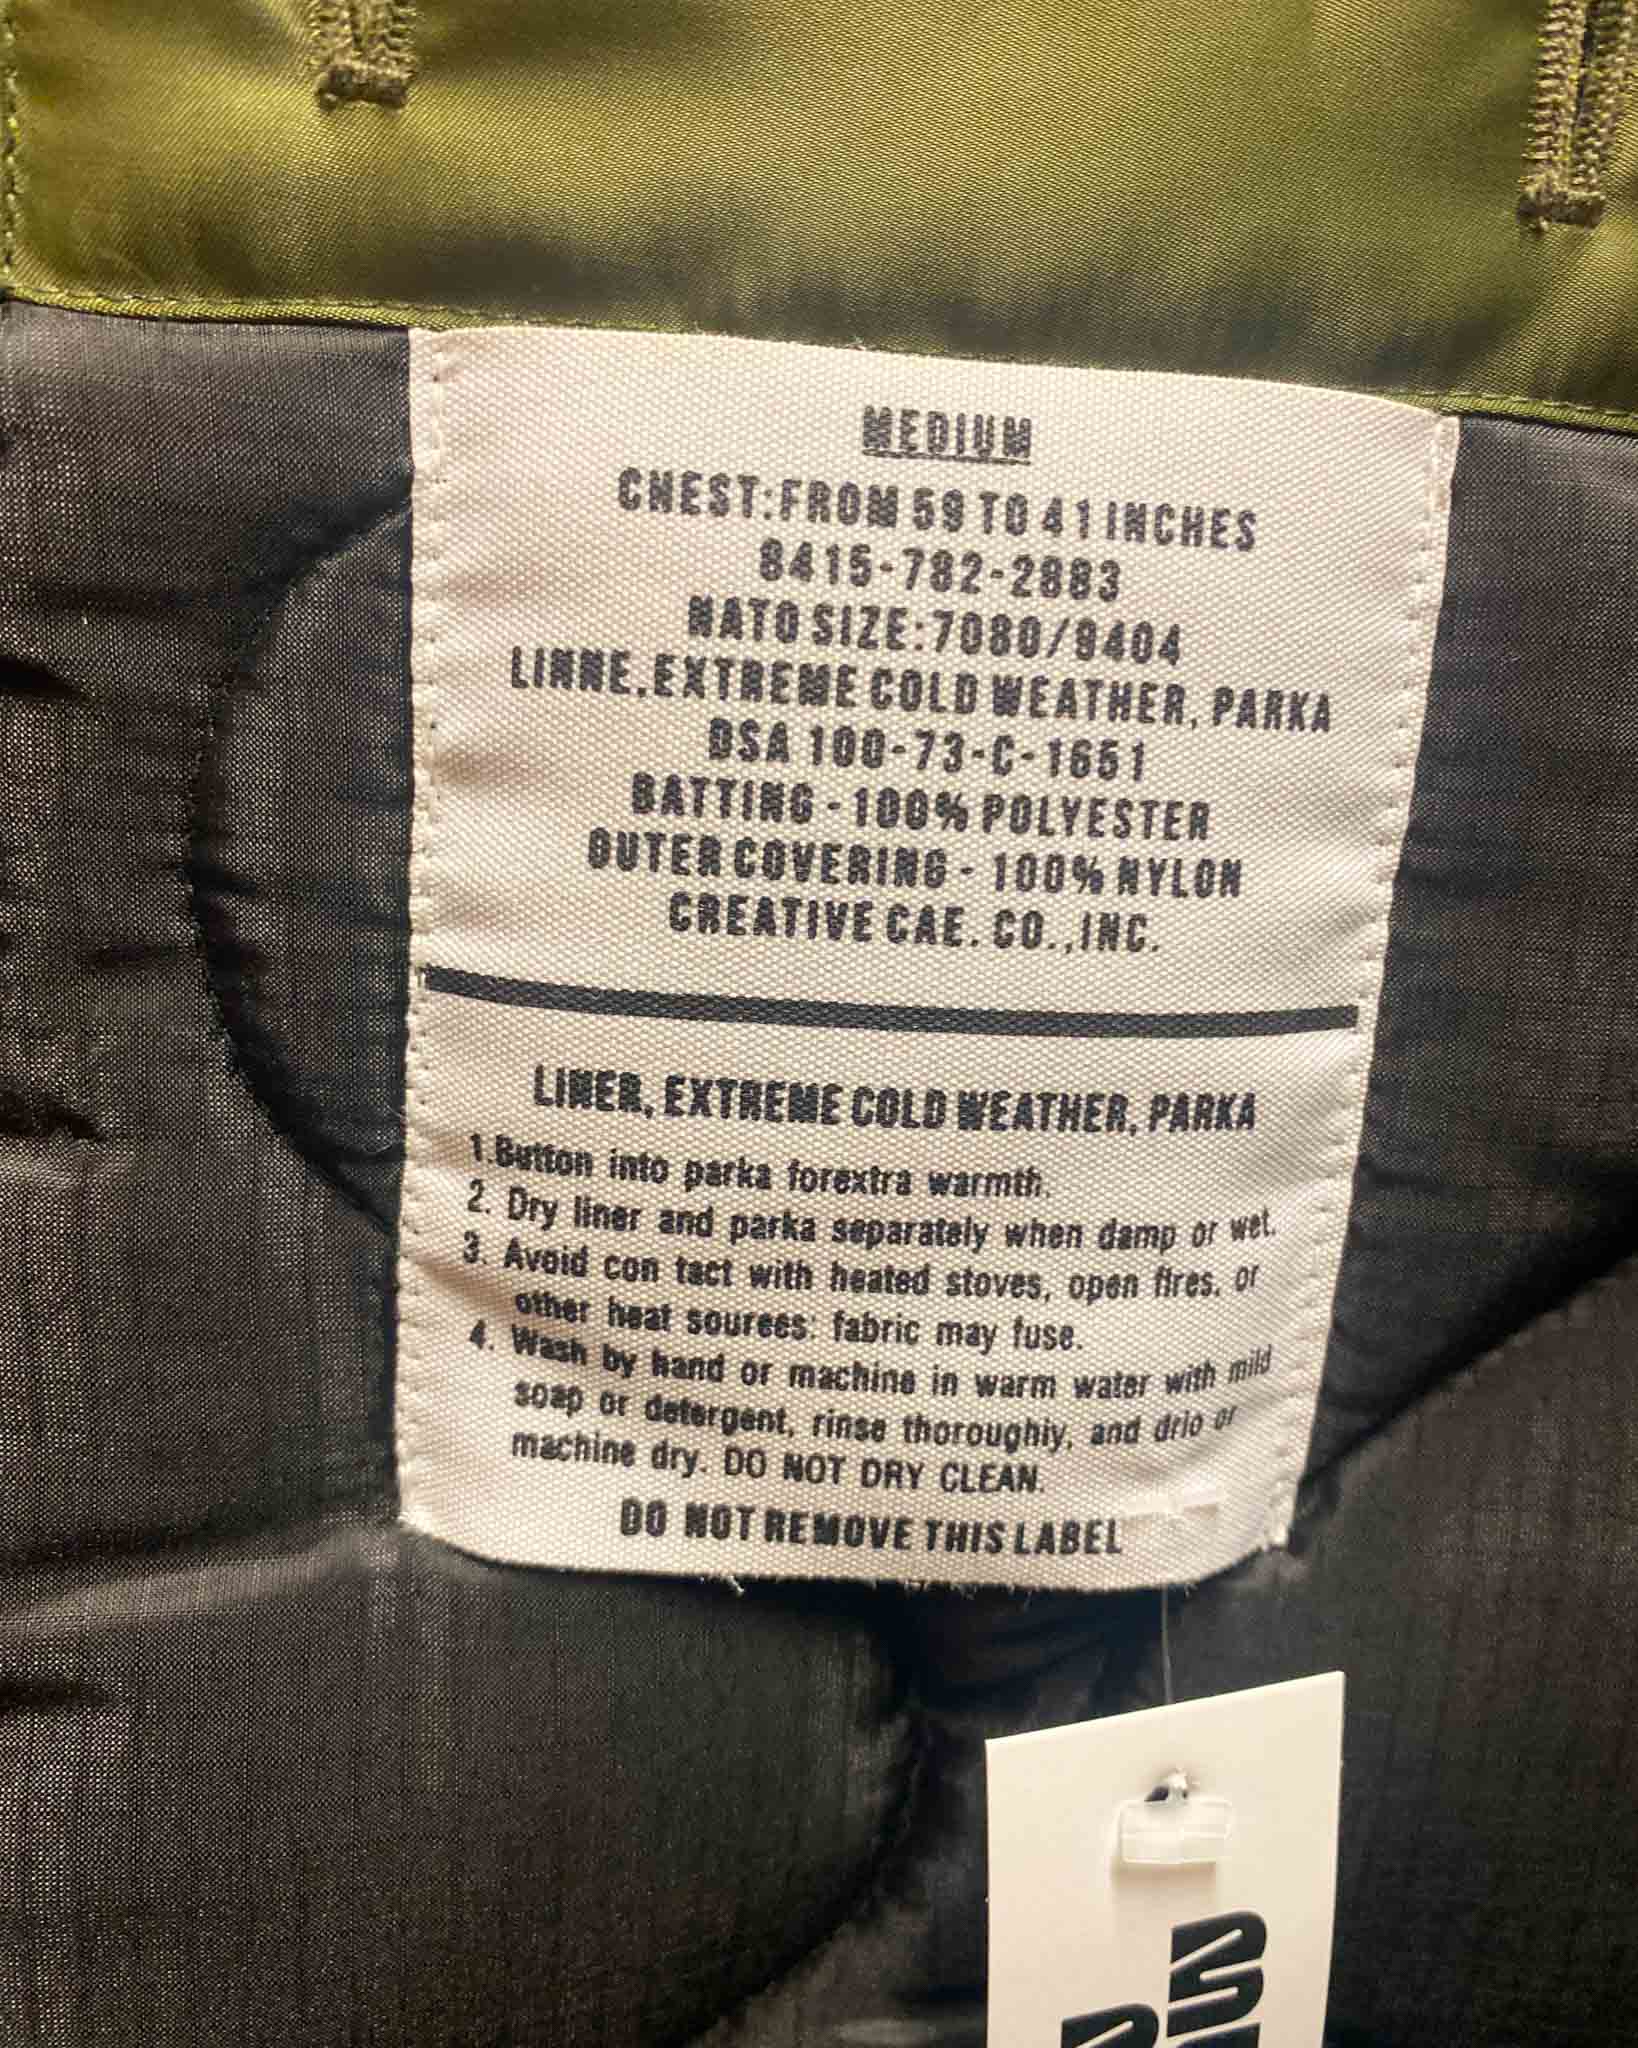 MEDIUM
CHEST:FROM 59 TO 41 INCHES
8415-782-2883
NATO SIZE:7080/9404
LINNE.EXTREME COLD WEATHER, PARKA
DSA 100-73-C-1651
BATTING - 100% POLYESTER
OUTER COVERING - 100% NYLON
CREATIVE CAE. CO.,INC.
LINER, EXTREME COLD WEATHER, PARKA
1.Button into parka forextra warmth.
2. Dry liner and parka separately when damp or wet.
3. Avoid con tact with heated stoves, open fires, or
other heat sourees: fabric may fuse.
4. Wash by hand or machine in warm water with mild
soap or detergent, rinse thoroughiy, and drio or
machine dry. DO NOT DRY CLEAN.
DO NOT REMOVE THIS LABEL